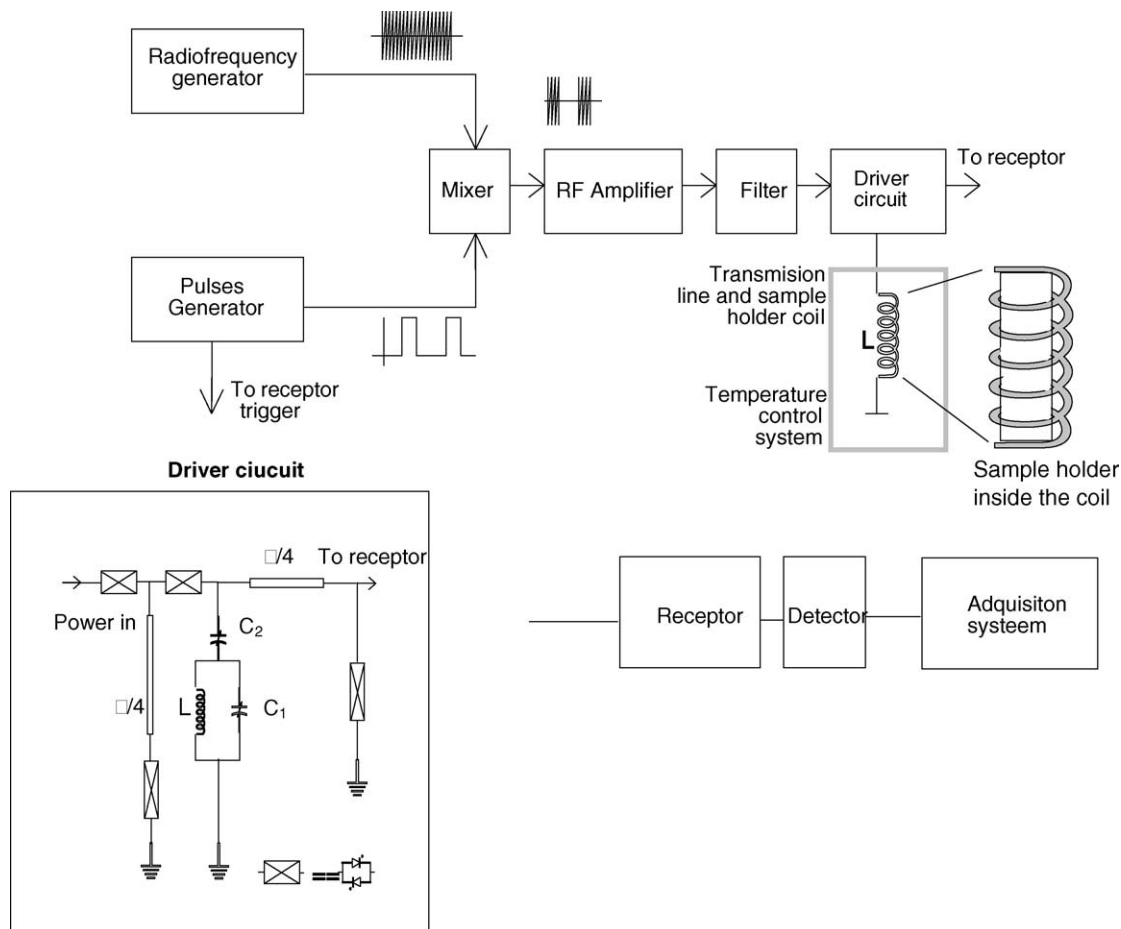 Radiofrequency
generator
Mixer
RF Amplifier
Filter
Driver
circuit
To receptor
Pulses
Generator
To receptor
trigger
Transmision
line and sample
holder coil
L
Temperature
control
system
Sample holder
inside the coil
Driver ciucuit
□/4
To receptor
Power in
C₂
□/4
L
C₁
Receptor
Detector
Adquisiton
systeem